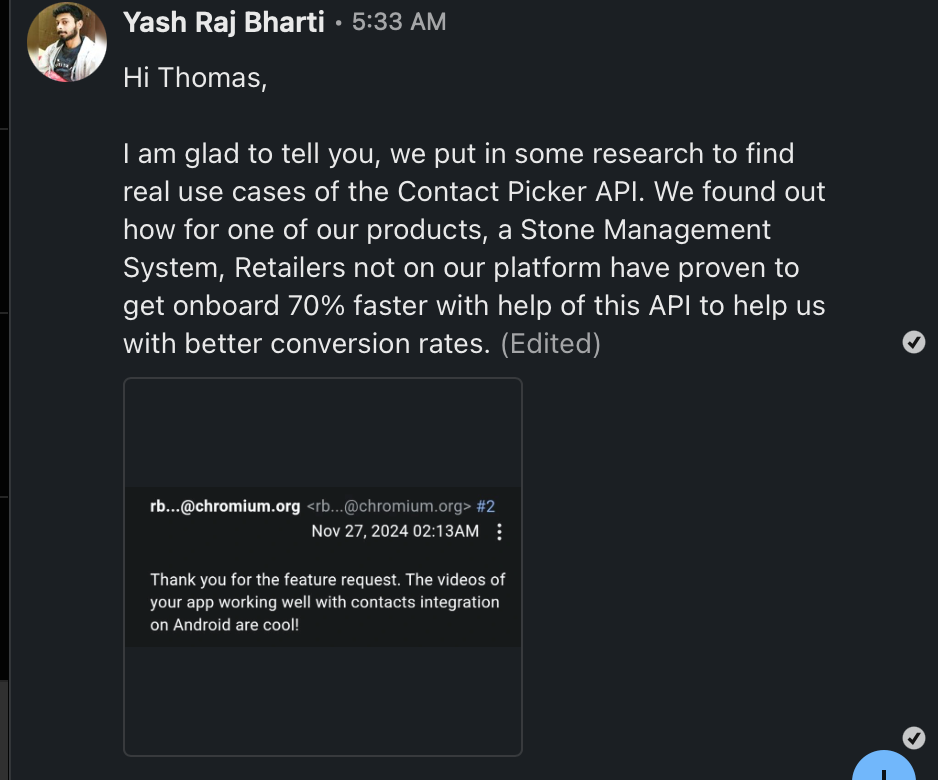 Yash Raj Bharti • 5:33 AM
Hi Thomas,
I am glad to tell you, we put in some research to find
real use cases of the Contact Picker API. We found out
how for one of our products, a Stone Management
System, Retailers not on our platform have proven to
get onboard 70% faster with help of this API to help us
with better conversion rates. (Edited)
rb...@chromium.org <rb...@chromium.org> #2
Nov 27, 2024 02:13AM
Thank you for the feature request. The videos of
your app working well with contacts integration
on Android are cool!